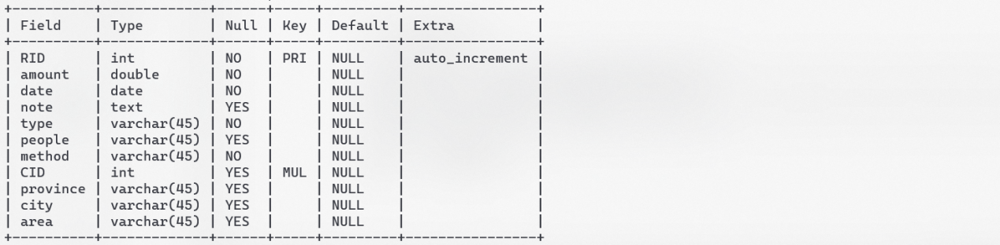 +----------+-------------+------+-----+---------+----------------+
| Field    | Type        | Null | Key | Default | Extra          |
+----------+-------------+------+-----+---------+----------------+
| RID      | int         | NO   | PRI | NULL    | auto_increment |
| amount   | double      | NO   |     | NULL    |                |
| date     | date        | NO   |     | NULL    |                |
| note     | text        | YES  |     | NULL    |                |
| type     | varchar(45) | NO   |     | NULL    |                |
| people   | varchar(45) | YES  |     | NULL    |                |
| method   | varchar(45) | NO   |     | NULL    |                |
| CID      | int         | YES  | MUL | NULL    |                |
| province | varchar(45) | YES  |     | NULL    |                |
| city     | varchar(45) | YES  |     | NULL    |                |
| area     | varchar(45) | YES  |     | NULL    |                |
+----------+-------------+------+-----+---------+----------------+